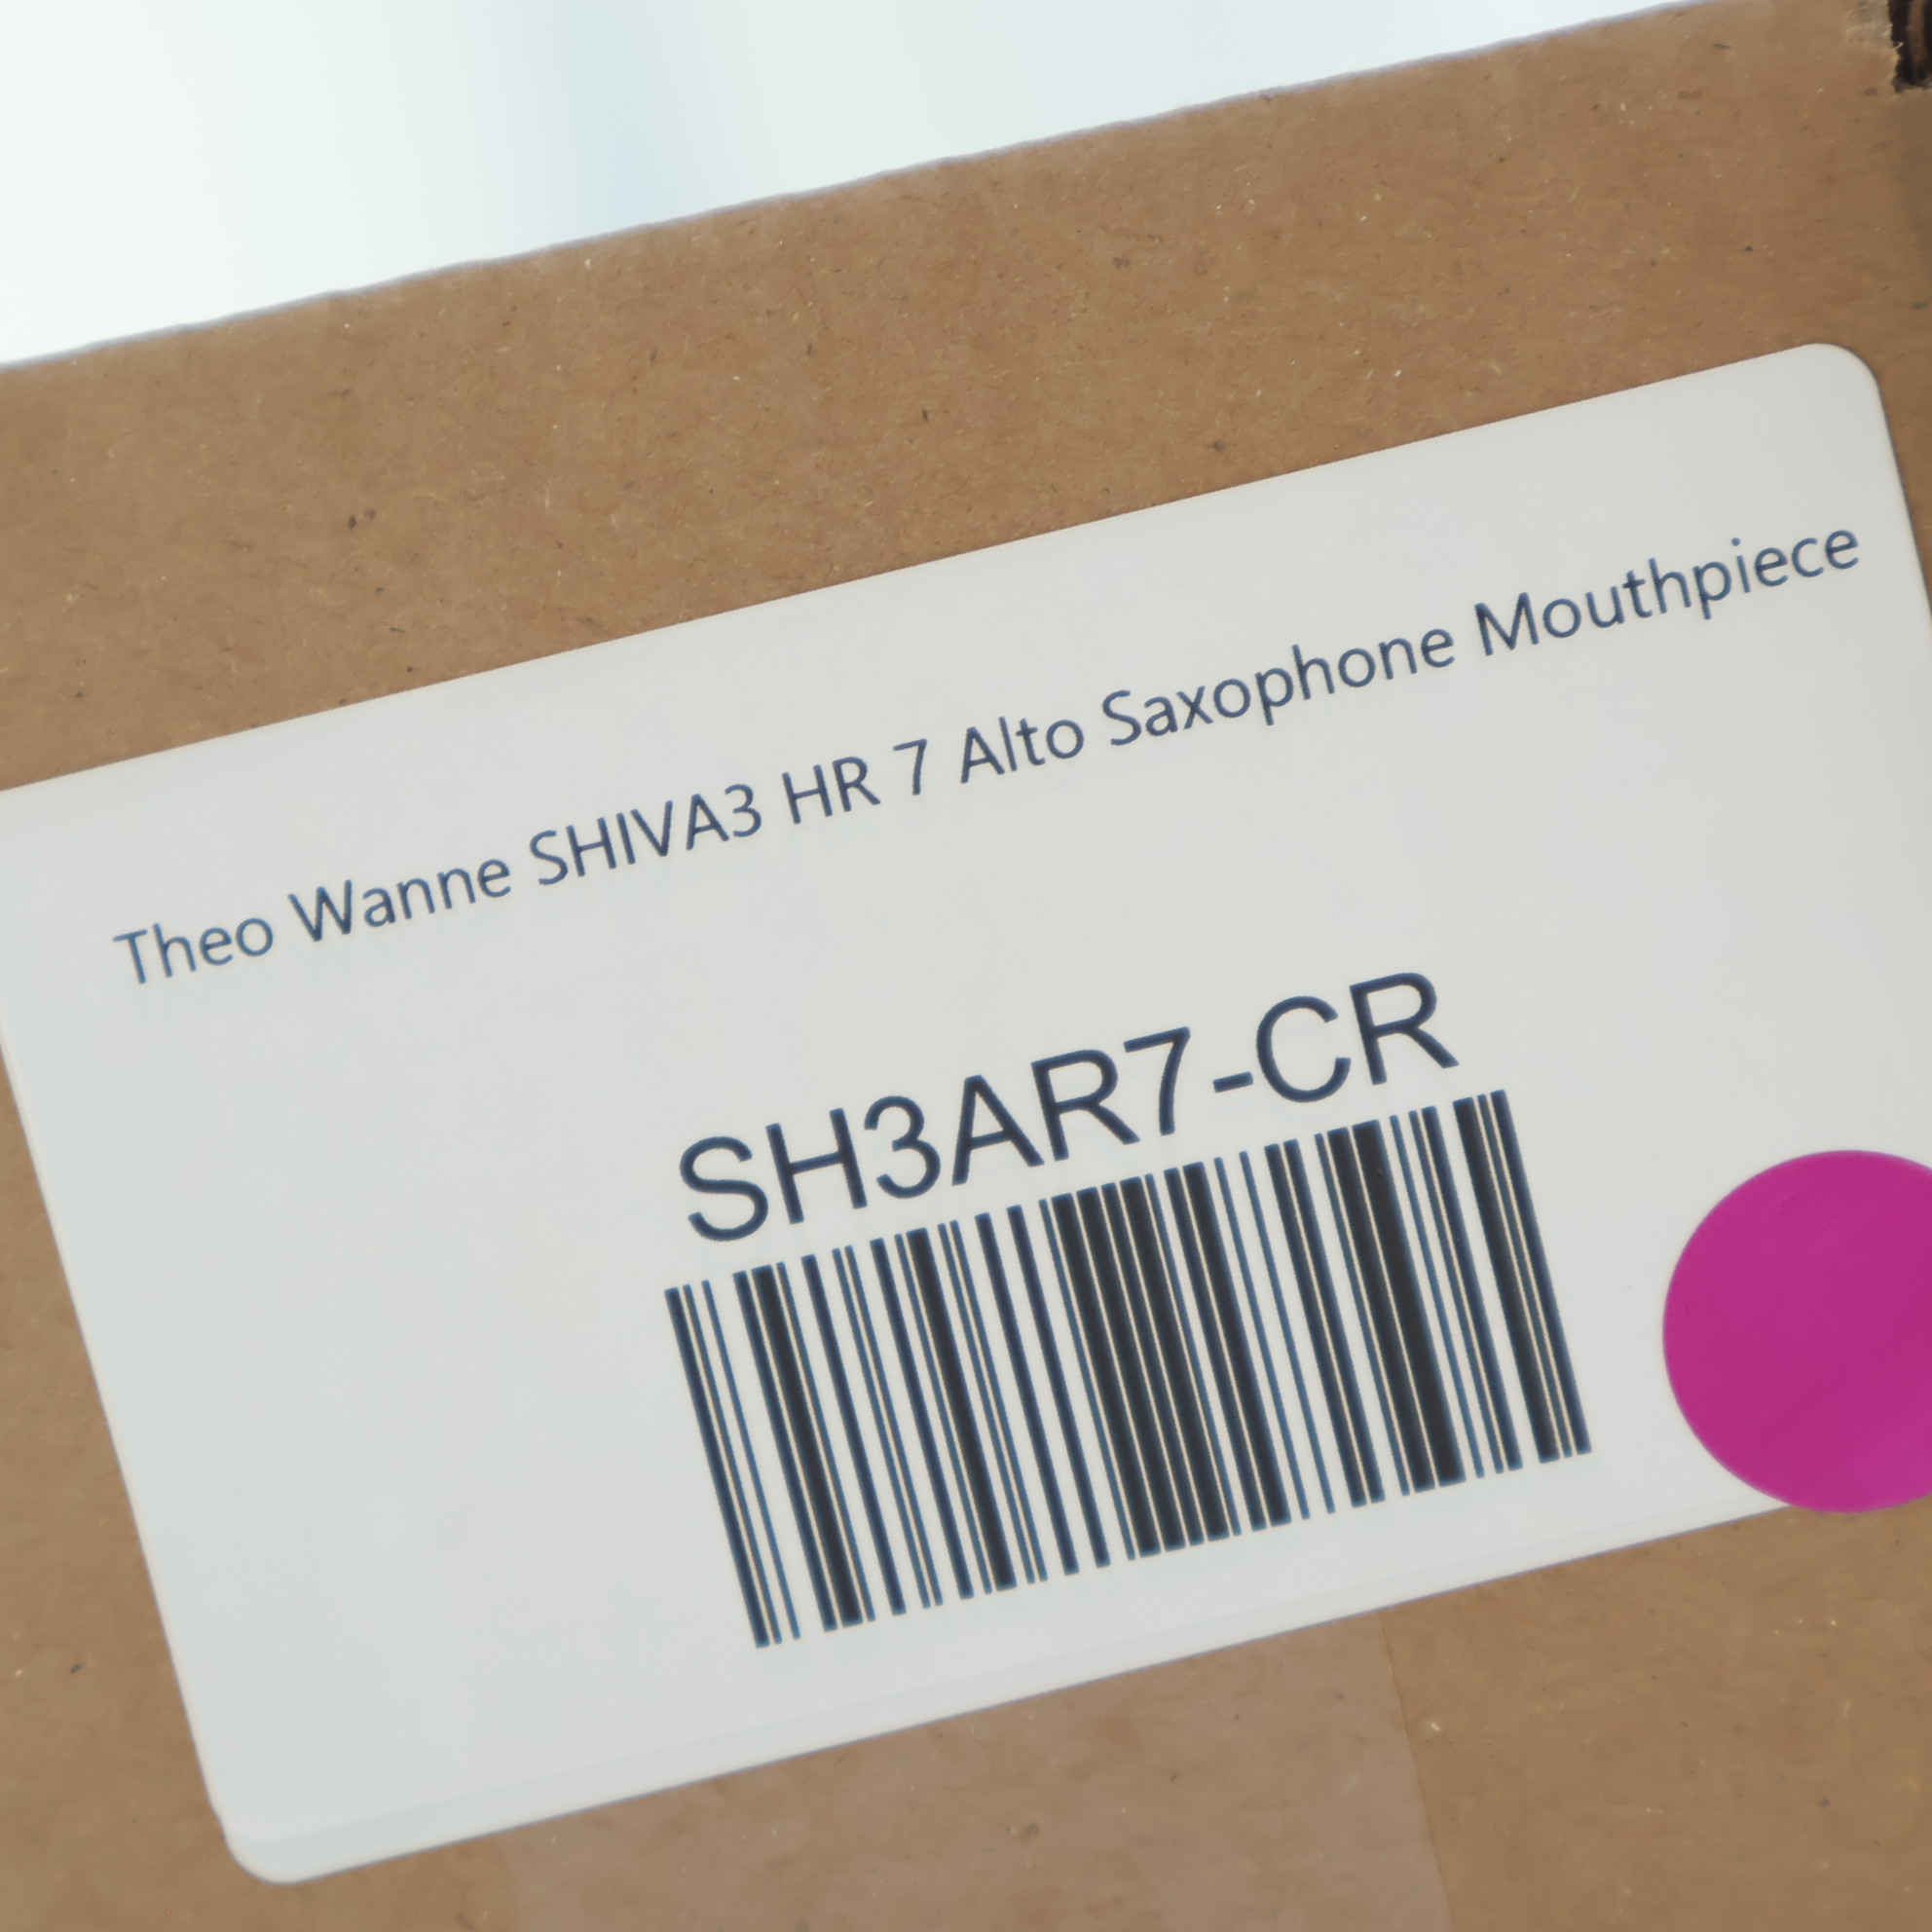 Theo Wanne SHIVA3 HR 7 Alto Saxophone Mouthpiece
SH3AR7-CR